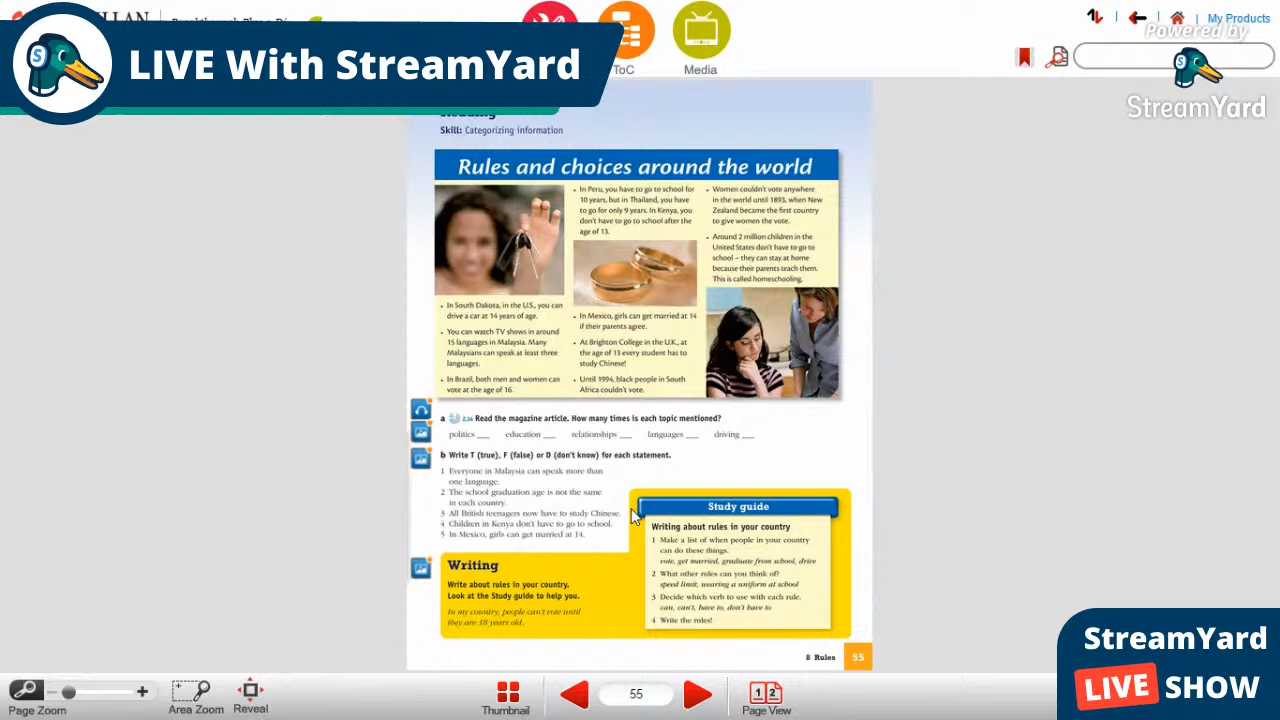 LIVE With StreamYard
S
ToC
Media
My Products
Powered by
StreamYard
Skill: Categorizing information
Rules and choices around the world
In South Dakota, in the U.S., you can
drive a car at 14 years of age.
You can watch TV shows in around
15 languages in Malaysia. Many
Malaysians can speak at least three
languages.
In Brazil, both men and women can
vote at the age of 16.
In Peru, you have to go to school for
10 years, but in Thailand, you have
to go for only 9 years. In Kenya, you
don't have to go to school after the
age of 13.
In Mexico, girls can get married at 14
if their parents agree.
At Brighton College in the U.K., at
the age of 13 every student has to
study Chinese!
Until 1994, black people in South
Africa couldn't vote.
Women couldn't vote anywhere
in the world until 1893, when New
Zealand became the first country
to give women the vote.
Around 2 million children in the
United States don't have to go to
school – they can stay at home
because their parents teach them.
This is called homeschooling.
a 2.16 Read the magazine article. How many times is each topic mentioned?
politics ___ education ___ relationships ___ languages ___ driving ___
b Write T (true), F (false) or D (don't know) for each statement.
1 Everyone in Malaysia can speak more than
one language.
2 The school graduation age is not the same
in each country.
3 All British teenagers now have to study Chinese.
4 Children in Kenya don't have to go to school.
5 In Mexico, girls can get married at 14.
Writing
Write about rules in your country.
Look at the Study guide to help you.
In my country, people can't vote until
they are 18 years old.
Study guide
Writing about rules in your country
1 Make a list of when people in your country
can do these things.
vote, get married, graduate from school, drive
2 What other rules can you think of?
speed limit, wearing a uniform at school
3 Decide which verb to use with each rule.
can, can't, have to, don't have to
4 Write the rules!
8 Rules 55
StreamYard
LIVE SHOW
Page Zoom
Area Zoom
Reveal
Thumbnail
55
1 2
Page View